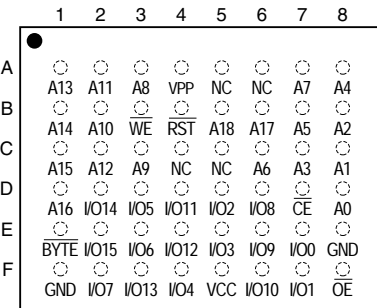 1 2 3 4 5 6 7 8
A
A13 A11 A8 VPP NC NC A7 A4
B
A14 A10 WE RST A18 A17 A5 A2
C
A15 A12 A9 NC NC A6 A3 A1
D
A16 I/O14 I/O5 I/O11 I/O2 I/O8 CE A0
E
BYTE I/O15 I/O6 I/O12 I/O3 I/O9 I/O0 GND
F
GND I/O7 I/O13 I/O4 VCC I/O10 I/O1 OE